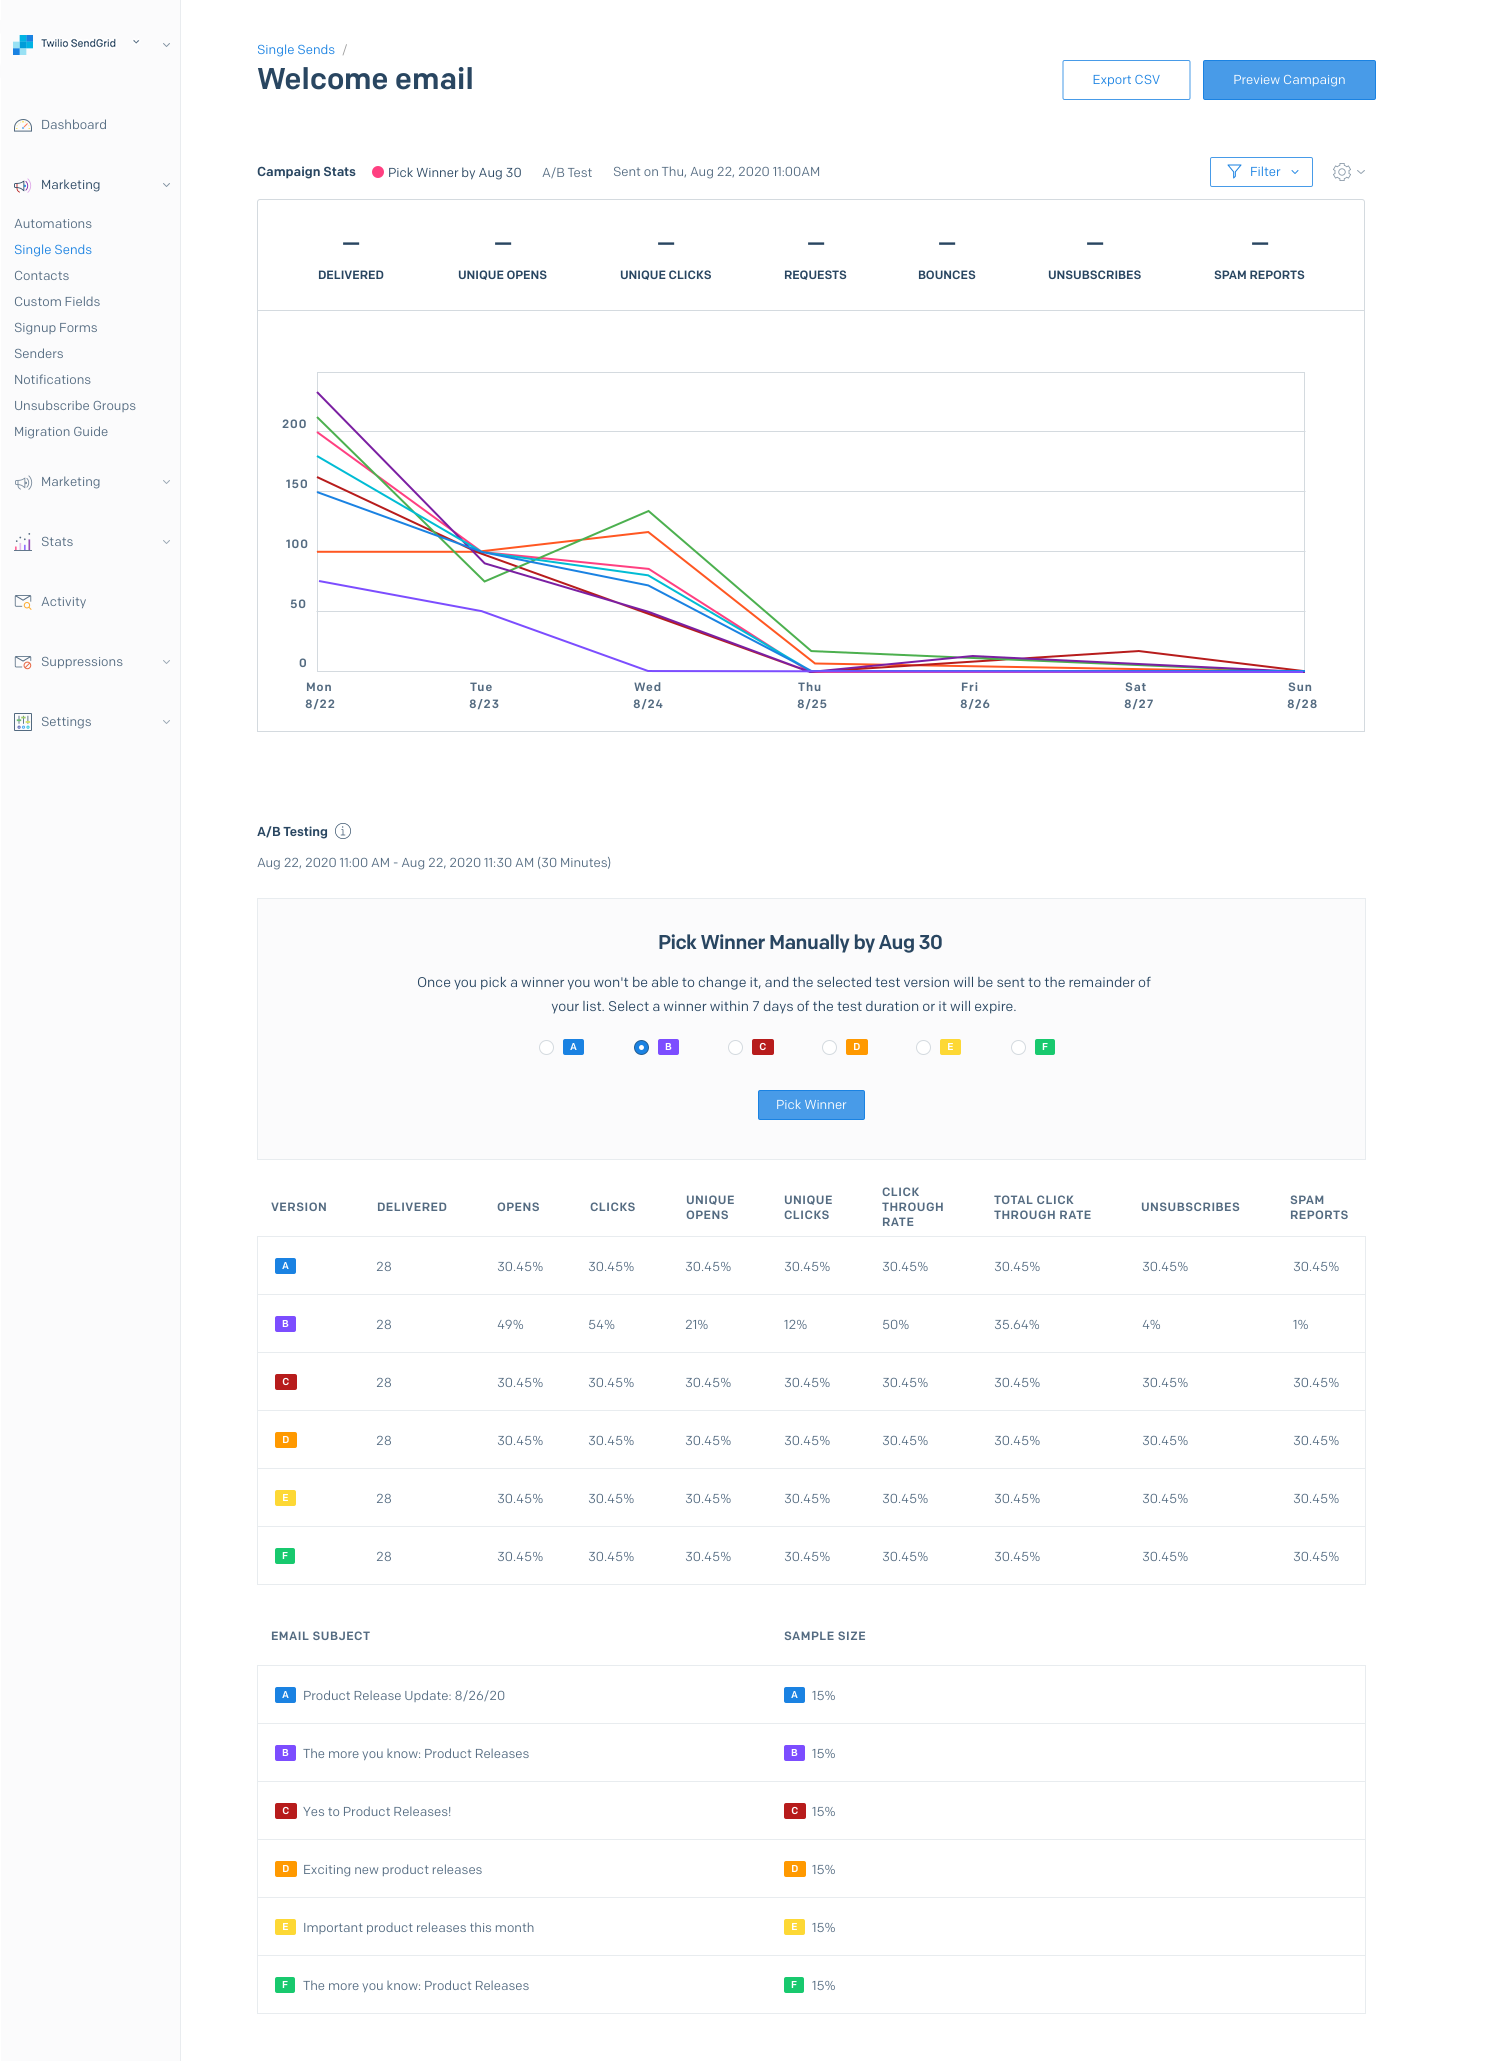 Twilio SendGrid
Dashboard
Marketing
Automations
Single Sends
Contacts
Custom Fields
Signup Forms
Senders
Notifications
Unsubscribe Groups
Migration Guide
Marketing
Stats
Activity
Suppressions
Settings
Single Sends /
Welcome email
Export CSV
Preview Campaign
Campaign Stats Pick Winner by Aug 30 A/B Test Sent on Thu, Aug 22, 2020 11:00AM
Filter
— — — — — — —
DELIVERED UNIQUE OPENS UNIQUE CLICKS REQUESTS BOUNCES UNSUBSCRIBES SPAM REPORTS
200
150
100
50
0
Mon Tue Wed Thu Fri Sat Sun
8/22 8/23 8/24 8/25 8/26 8/27 8/28
A/B Testing
Aug 22, 2020 11:00 AM - Aug 22, 2020 11:30 AM (30 Minutes)
Pick Winner Manually by Aug 30
Once you pick a winner you won't be able to change it, and the selected test version will be sent to the remainder of
your list. Select a winner within 7 days of the test duration or it will expire.
A B C D E F
Pick Winner
VERSION DELIVERED OPENS CLICKS UNIQUE OPENS UNIQUE CLICKS CLICK THROUGH RATE TOTAL CLICK THROUGH RATE UNSUBSCRIBES SPAM REPORTS
A 28 30.45% 30.45% 30.45% 30.45% 30.45% 30.45% 30.45% 30.45%
B 28 49% 54% 21% 12% 50% 35.64% 4% 1%
C 28 30.45% 30.45% 30.45% 30.45% 30.45% 30.45% 30.45% 30.45%
D 28 30.45% 30.45% 30.45% 30.45% 30.45% 30.45% 30.45% 30.45%
E 28 30.45% 30.45% 30.45% 30.45% 30.45% 30.45% 30.45% 30.45%
F 28 30.45% 30.45% 30.45% 30.45% 30.45% 30.45% 30.45% 30.45%
EMAIL SUBJECT SAMPLE SIZE
A Product Release Update: 8/26/20 A 15%
B The more you know: Product Releases B 15%
C Yes to Product Releases! C 15%
D Exciting new product releases D 15%
E Important product releases this month E 15%
F The more you know: Product Releases F 15%